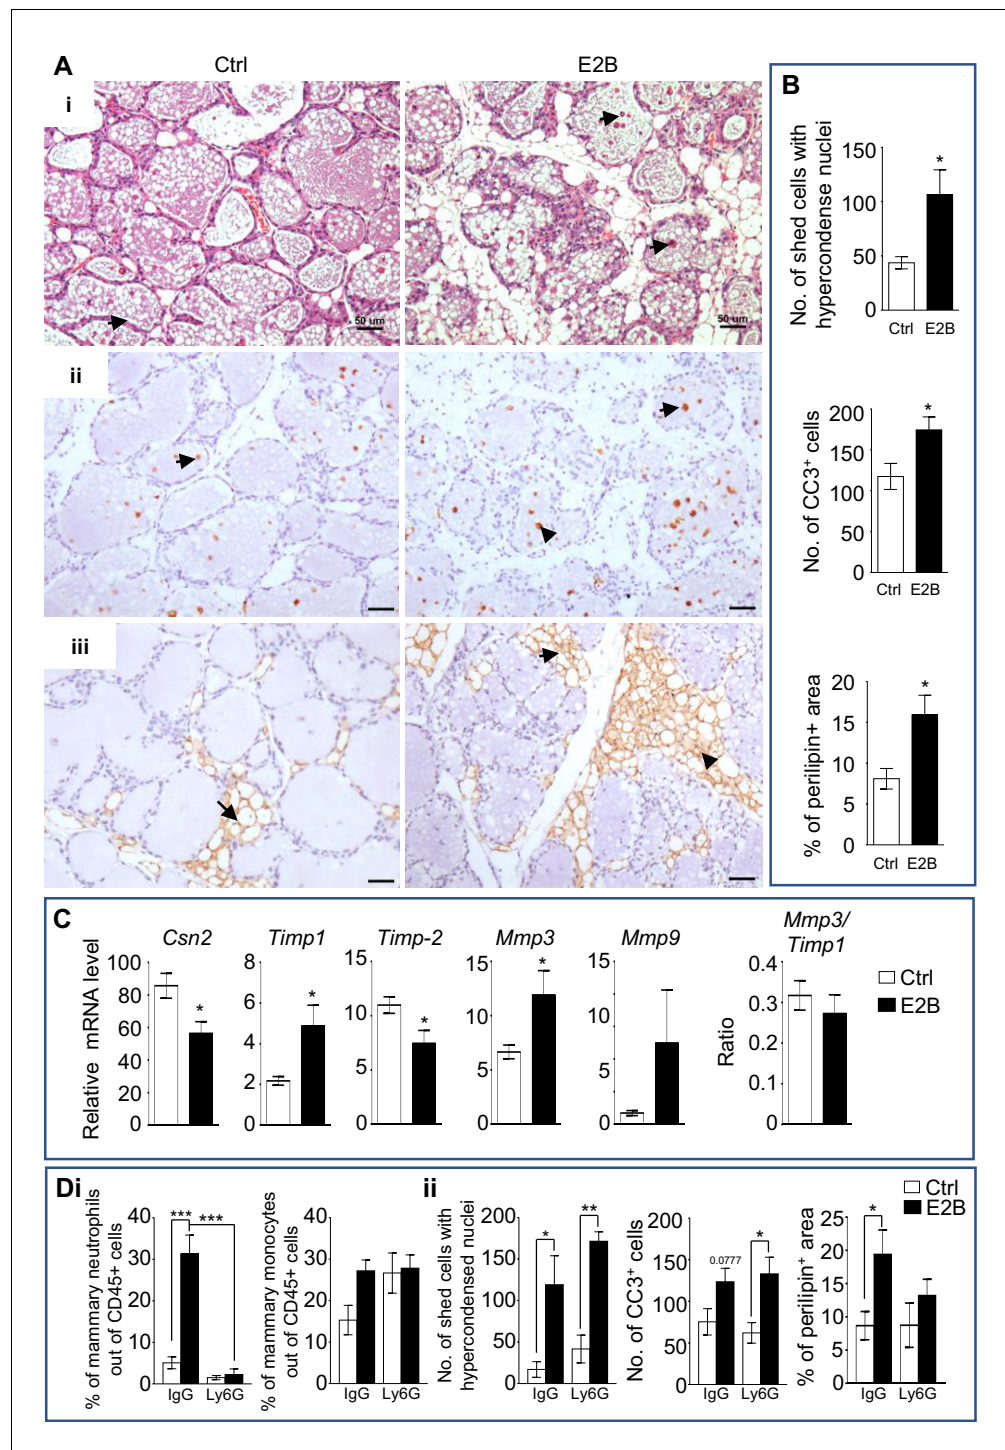 A
Ctrl
E2B
i
50 um
50 um
ii
iii
B
No. of shed cells with
hypercondense nuclei
150
100
50
0
*
Ctrl E2B
No. of CC3+ cells
200
150
100
50
0
*
Ctrl E2B
% of perilipin+ area
20
15
10
5
0
*
Ctrl E2B
C
Relative mRNA level
Csn2
100
80
60
40
20
0
*
Timp1
8
6
4
2
0
*
Timp-2
15
10
5
0
*
Mmp3
15
10
5
0
*
Mmp9
15
10
5
0
Mmp3/
Timp1
Ratio
0.4
0.3
0.2
0.1
0
Ctrl
E2B
Di
% of mammary neutrophils
out of CD45+ cells
40
30
20
10
0
***
***
IgG Ly6G
% of mammary monocytes
out of CD45+ cells
40
30
20
10
0
IgG Ly6G
ii
No. of shed cells with
hypercondensed nuclei
200
150
100
50
0
*
**
IgG Ly6G
No. of CC3+ cells
200
150
100
50
0
0.0777
*
IgG Ly6G
% of perilipin+ area
25
20
15
10
5
0
*
IgG Ly6G
Ctrl
E2B